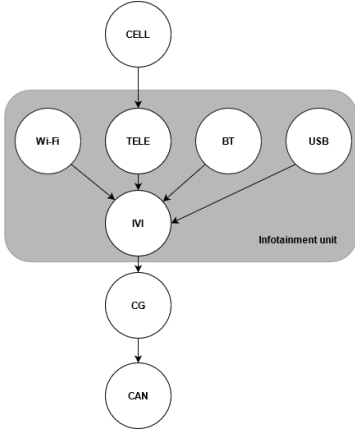 CELL
Wi-Fi
TELE
BT
USB
IVI
Infotainment unit
CG
CAN